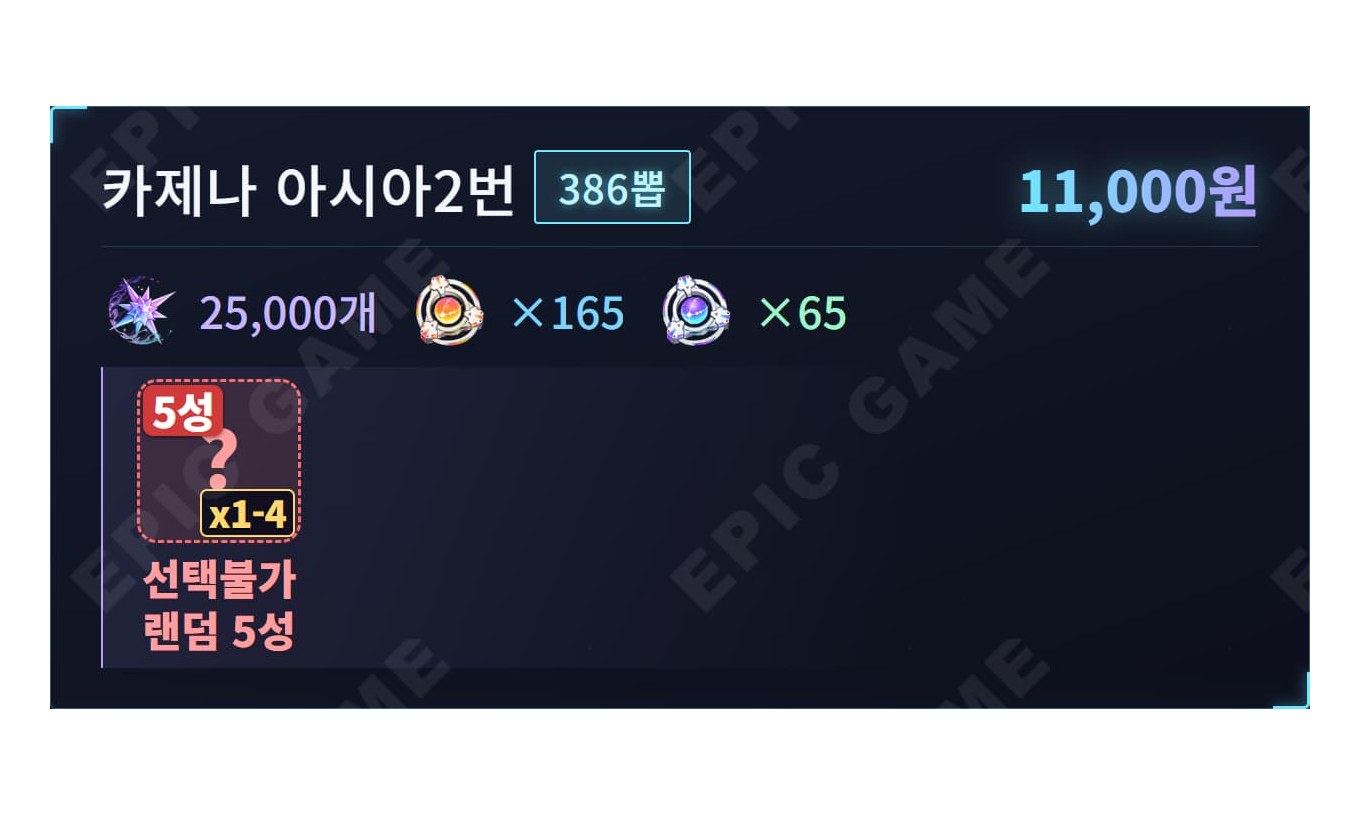 카제나 아시아2번 386뽑 11,000원
25,000개 ×165 ×65
5성
?
x1-4
선택불가
랜덤 5성
EPIC GAME
EPIC GAME